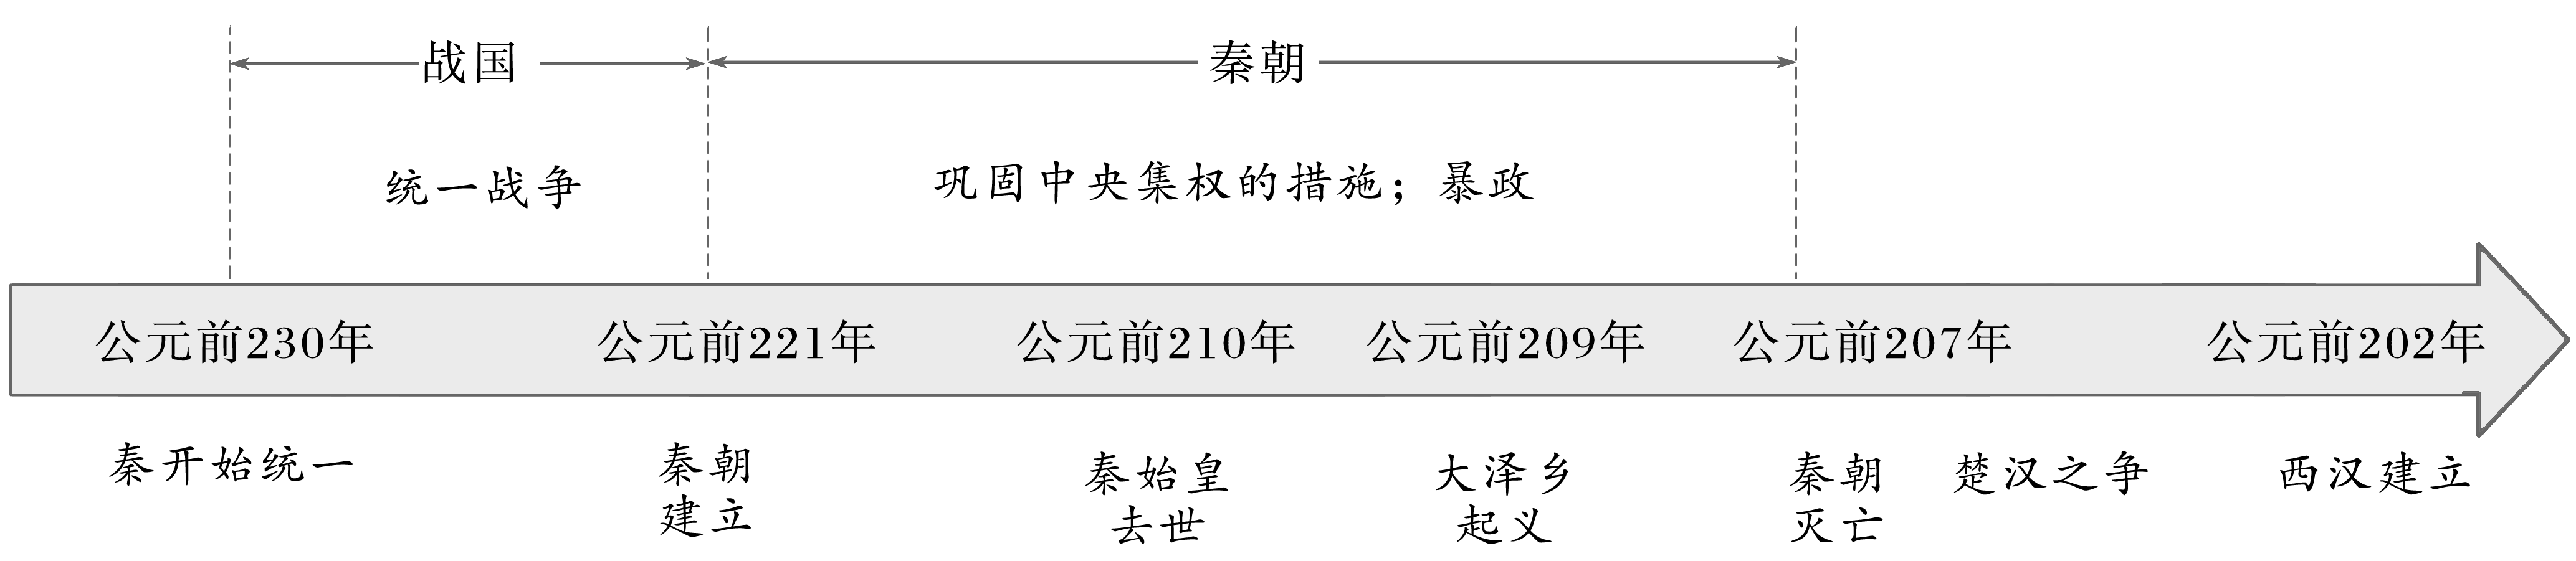 战国
秦朝
统一战争
巩固中央集权的措施；暴政
公元前230年
公元前221年
公元前210年
公元前209年
公元前207年
公元前202年
秦开始统一
秦朝
建立
秦始皇
去世
大泽乡
起义
秦朝
灭亡
楚汉之争
西汉建立